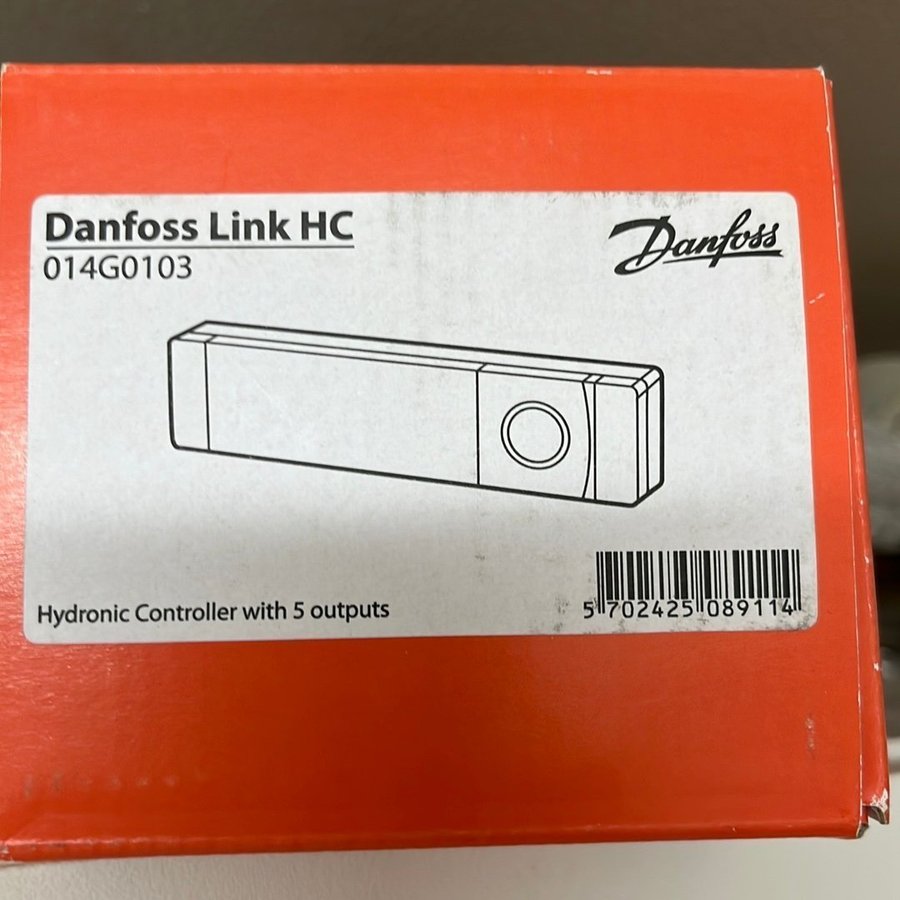 Danfoss Link HC
014G0103
Danfoss
Hydronic Controller with 5 outputs
5 702425 089114